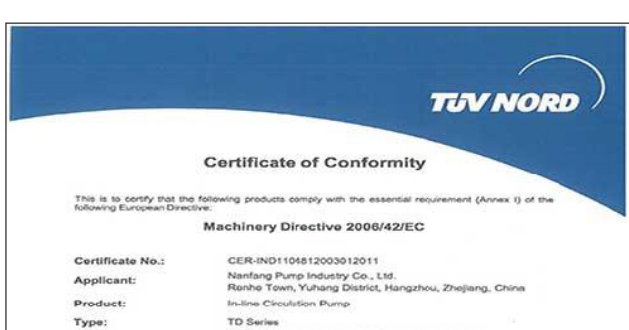 TÜV NORD
Certificate of Conformity
This is to certify that the following products comply with the essential requirement (Annex I) of the
following European Directive:
Machinery Directive 2006/42/EC
Certificate No.: CER-IND1104812003012011
Applicant: Nanfang Pump Industry Co., Ltd.
Renhe Town, Yuhang District, Hangzhou, Zhejiang, China
Product: In-line Circulation Pump
Type: TD Series